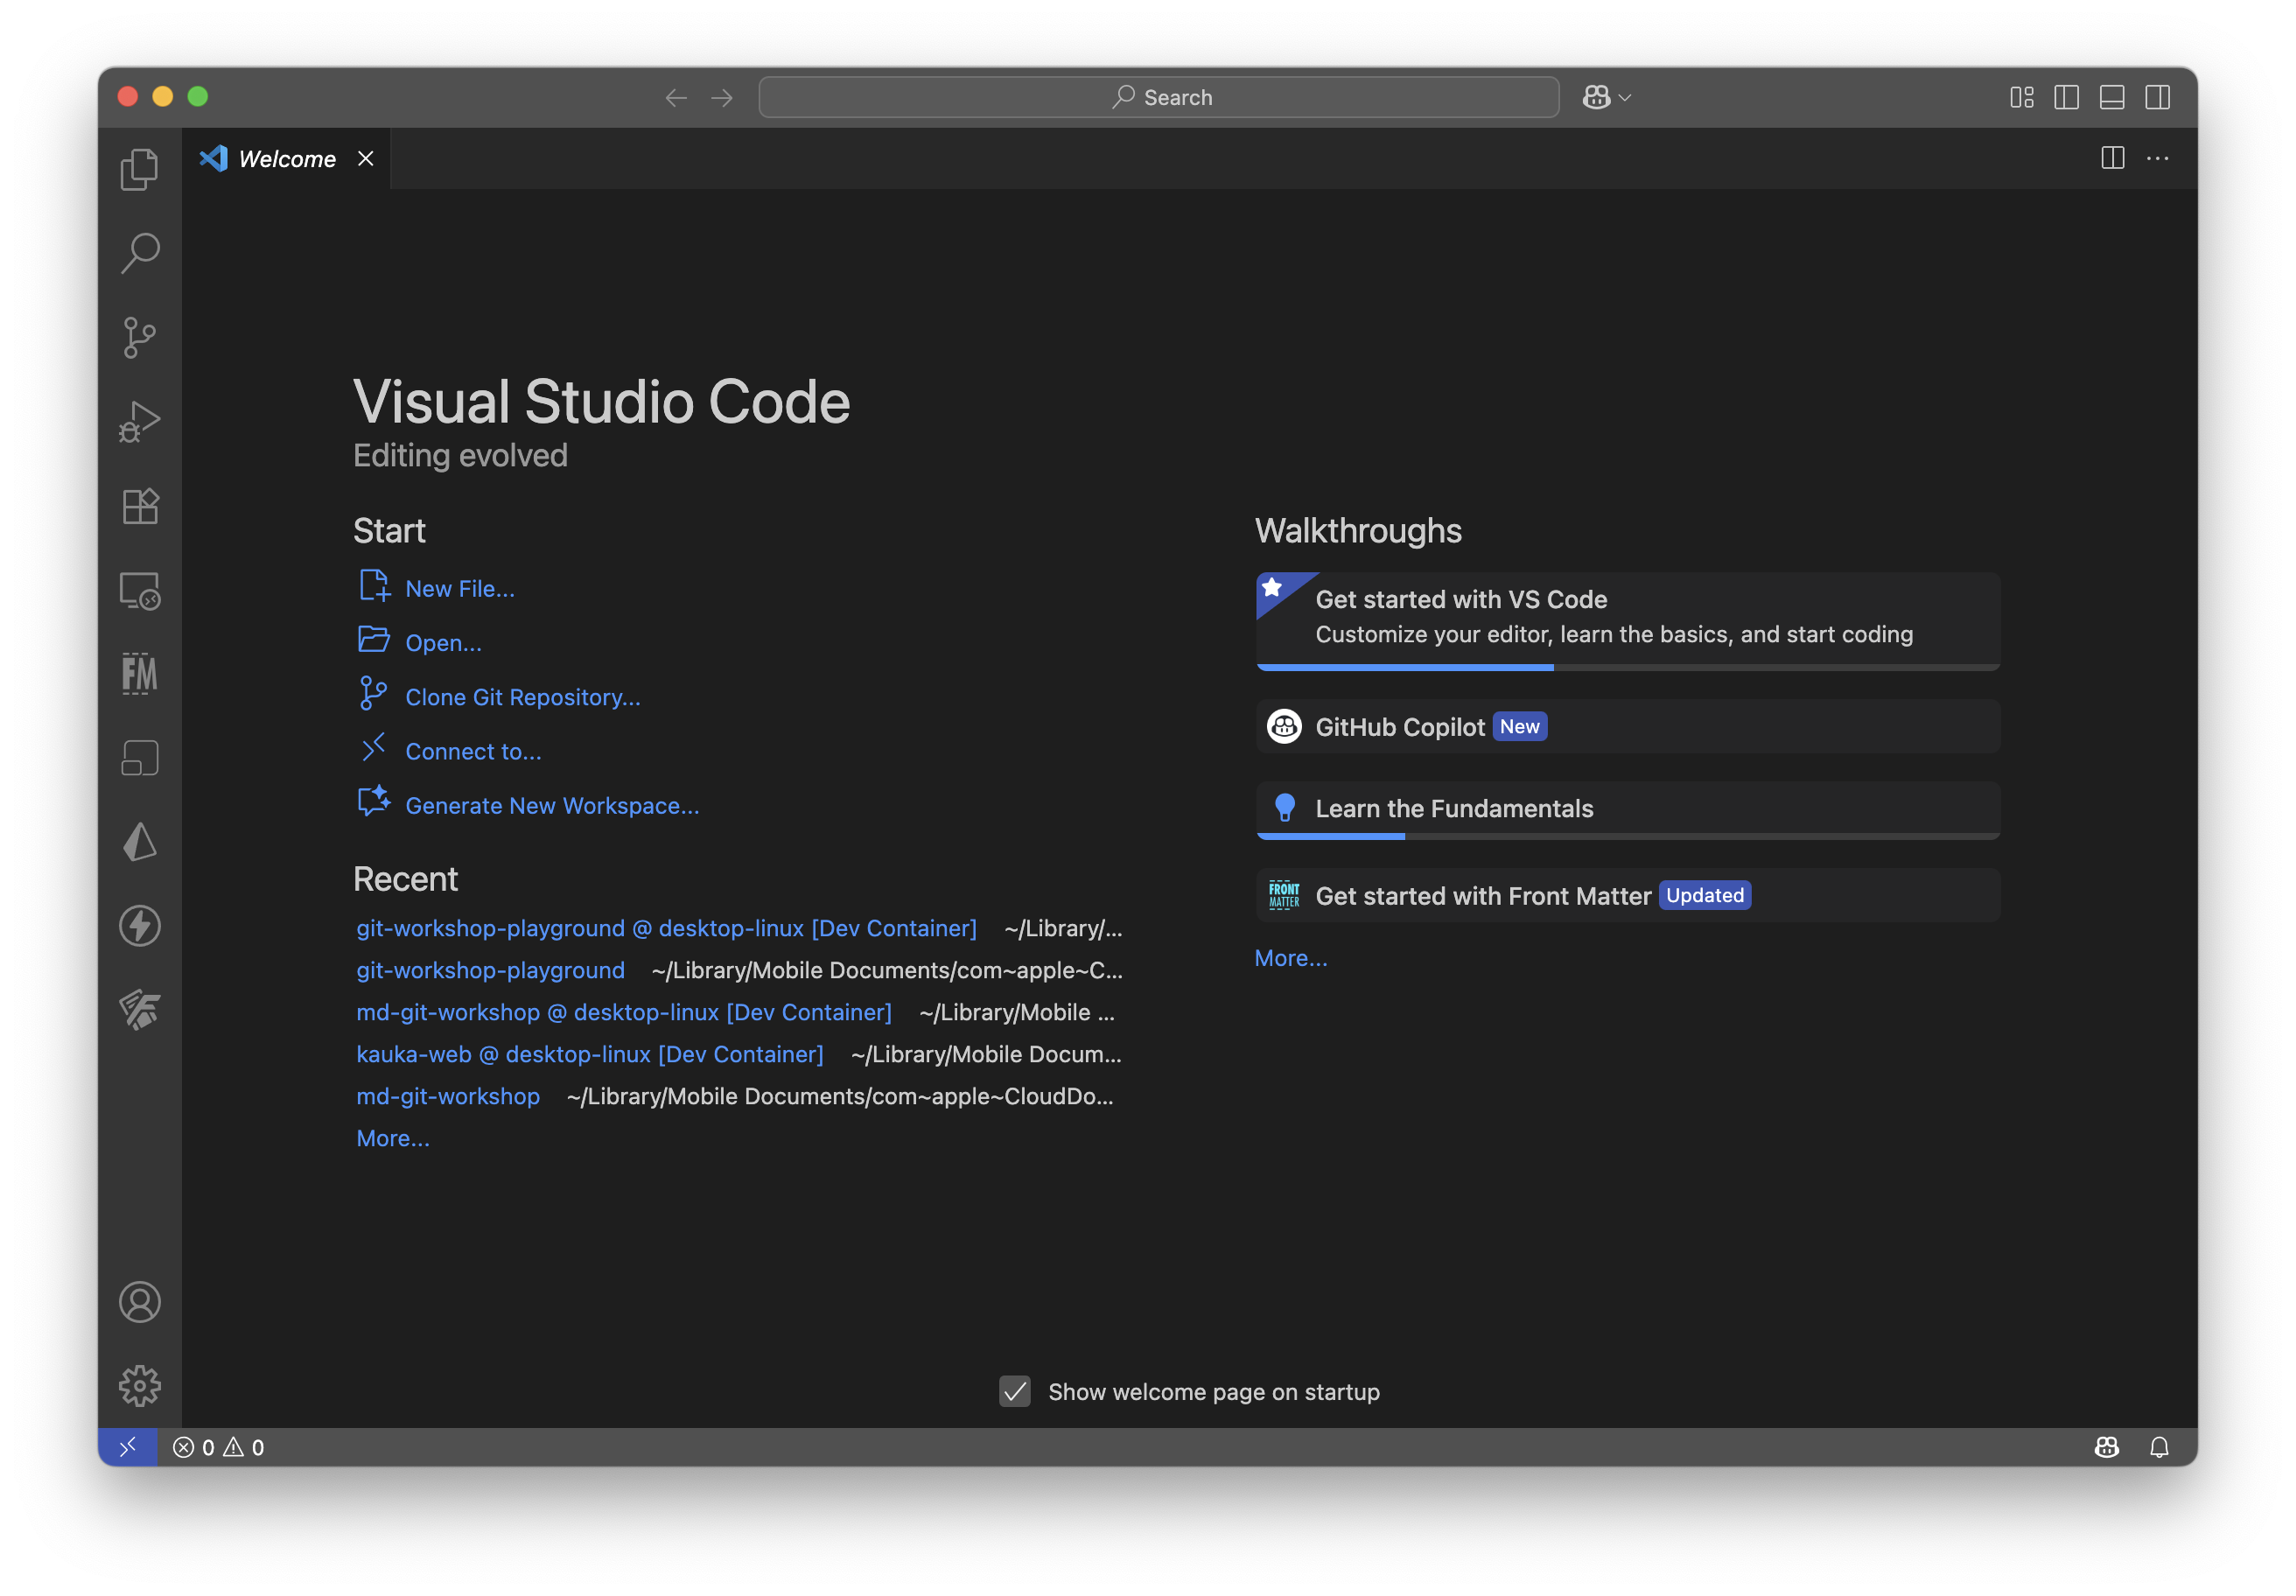 Search
Welcome
Visual Studio Code
Editing evolved
Start
New File...
Open...
Clone Git Repository...
Connect to...
Generate New Workspace...
Recent
git-workshop-playground @ desktop-linux [Dev Container] ~/Library/...
git-workshop-playground ~/Library/Mobile Documents/com~apple~C...
md-git-workshop @ desktop-linux [Dev Container] ~/Library/Mobile ...
kauka-web @ desktop-linux [Dev Container] ~/Library/Mobile Docum...
md-git-workshop ~/Library/Mobile Documents/com~apple~CloudDo...
More...
Walkthroughs
Get started with VS Code
Customize your editor, learn the basics, and start coding
GitHub Copilot New
Learn the Fundamentals
FRONT
MATTER
Get started with Front Matter Updated
More...
FM
Show welcome page on startup
0 0